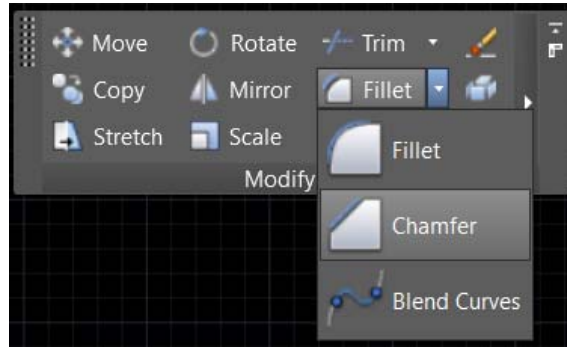 Move Rotate Trim
Copy Mirror Fillet
Stretch Scale
Fillet
Modify
Chamfer
Blend Curves